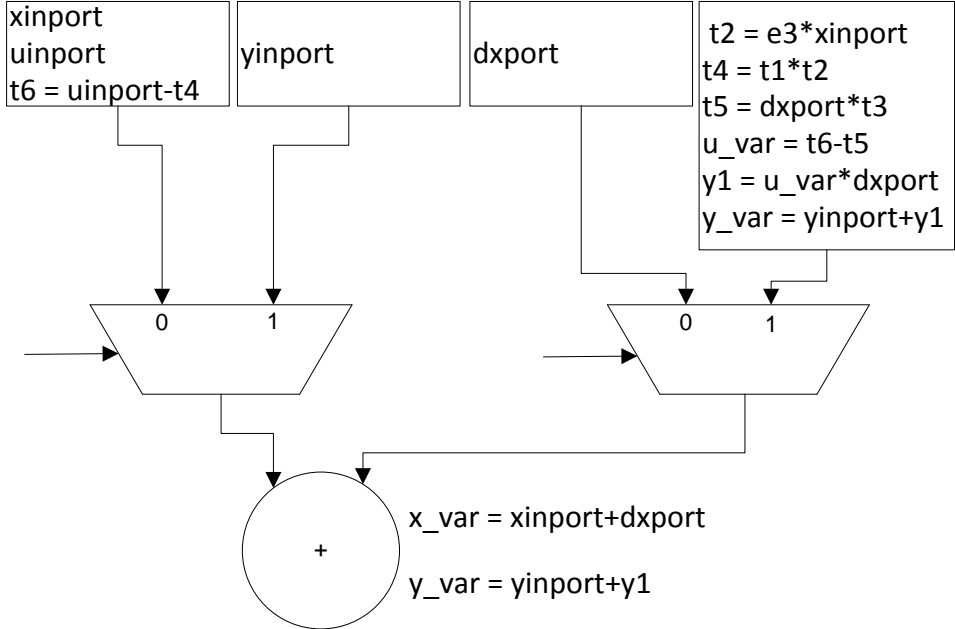 xinport
uinport
t6 = uinport-t4
yinport
dxport
t2 = e3*xinport
t4 = t1*t2
t5 = dxport*t3
u_var = t6-t5
y1 = u_var*dxport
y_var = yinport+y1
0
1
0
1
+
x_var = xinport+dxport
y_var = yinport+y1